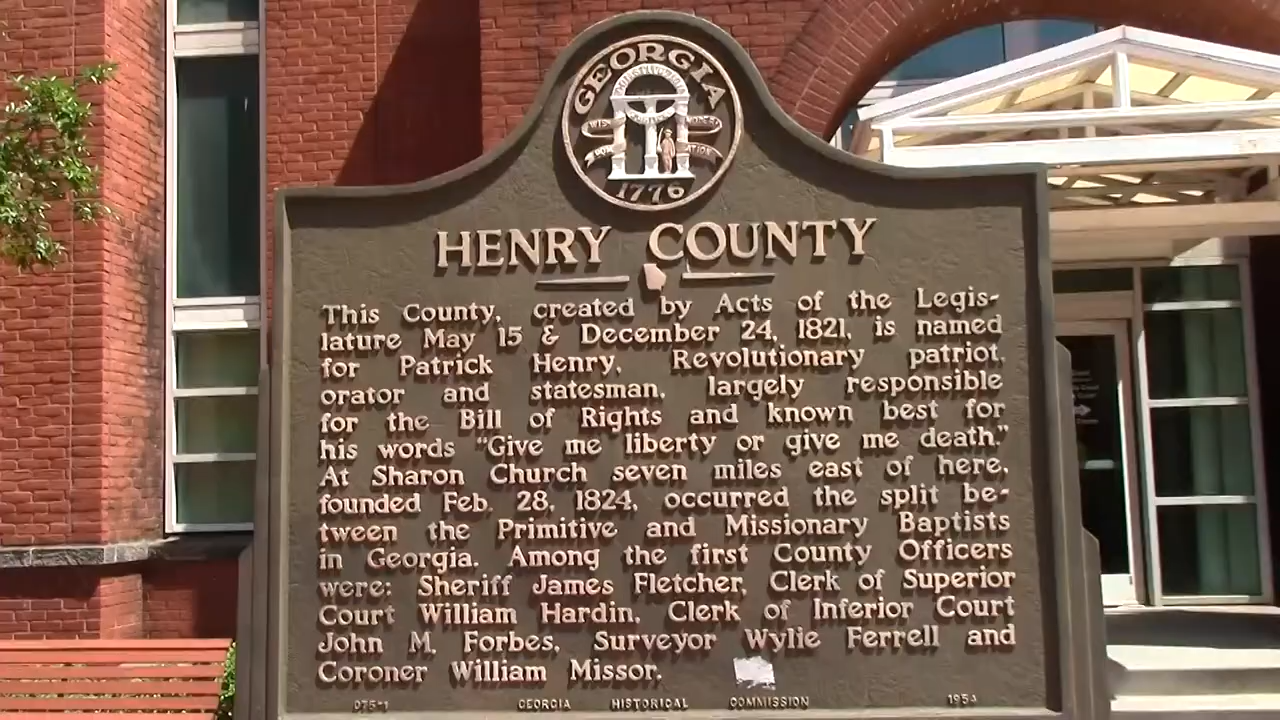 GEORGIA
CONSTITUTION
1776
HENRY COUNTY
This County, created by Acts of the Legis-
lature May 15 & December 24, 1821, is named
for Patrick Henry, Revolutionary patriot,
orator and statesman, largely responsible
for the Bill of Rights and known best for
his words "Give me liberty or give me death."
At Sharon Church seven miles east of here,
founded Feb. 28, 1824, occurred the split be-
tween the Primitive and Missionary Baptists
in Georgia. Among the first County Officers
were: Sheriff James Fletcher, Clerk of Superior
Court William Hardin, Clerk of Inferior Court
John M. Forbes, Surveyor Wylie Ferrell and
Coroner William Missor.
075-1 GEORGIA HISTORICAL COMMISSION 1954